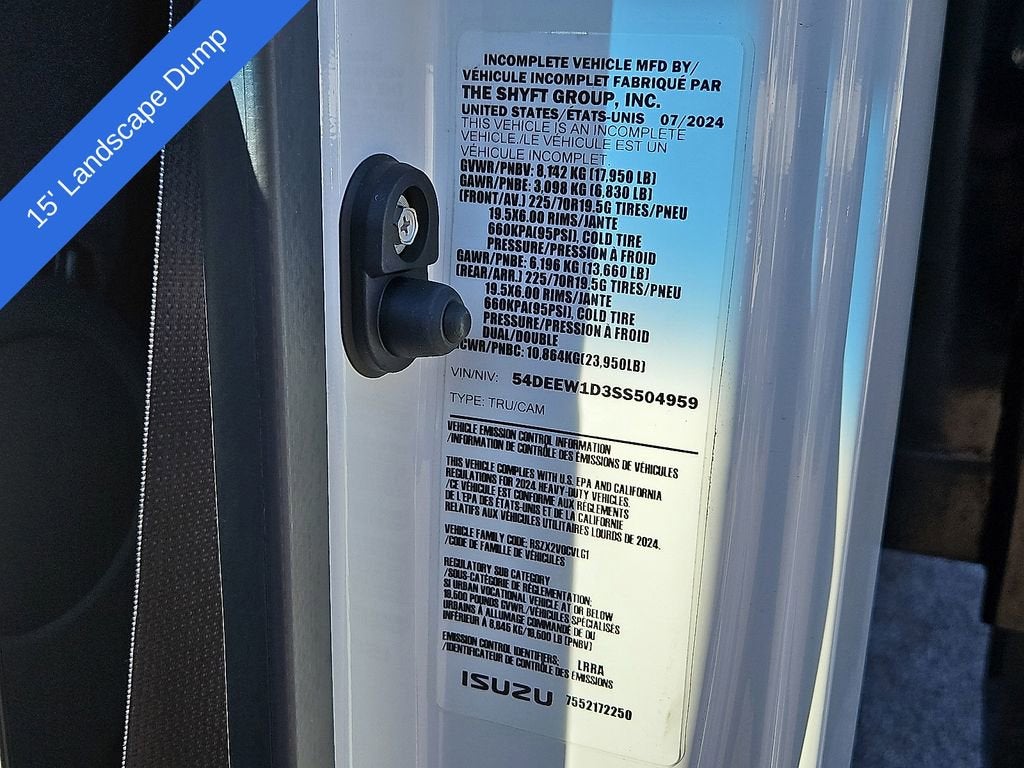 15' Landscape Dump
INCOMPLETE VEHICLE MFD BY/
VÉHICULE INCOMPLET FABRIQUÉ PAR
THE SHYFT GROUP, INC.
UNITED STATES/ÉTATS-UNIS 07/2024
THIS VEHICLE IS AN INCOMPLETE
VEHICLE./LE VÉHICULE EST UN
VÉHICULE INCOMPLET.
GVWR/PNBV: 8,142 KG (17,950 LB)
GAWR/PNBE: 3,098 KG (6,830 LB)
(FRONT/AV.) 225/70R19.5G TIRES/PNEU
19.5X6.00 RIMS/JANTE
660KPA(95PSI), COLD TIRE
PRESSURE/PRESSION À FROID
GAWR/PNBE: 6,196 KG (13,660 LB)
(REAR/ARR.) 225/70R19.5G TIRES/PNEU
19.5X6.00 RIMS/JANTE
660KPA(95PSI), COLD TIRE
PRESSURE/PRESSION À FROID
DUAL/DOUBLE
CWR/PNBC: 10,864KG(23,950LB)
VIN/NIV: 54DEEW1D3SS504959
TYPE: TRU/CAM
VEHICLE EMISSION CONTROL INFORMATION
/INFORMATION DE CONTRÔLE DES ÉMISSIONS DE VÉHICULES
THIS VEHICLE COMPLIES WITH U.S. EPA AND CALIFORNIA
REGULATIONS FOR 2024 HEAVY-DUTY VEHICLES.
/CE VÉHICULE EST CONFORME AUX RÈGLEMENTS
DE L'EPA DES ÉTATS-UNIS ET DE LA CALIFORNIE
RELATIFS AUX VÉHICULES UTILITAIRES LOURDS DE 2024.
VEHICLE FAMILY CODE: RSZX2VOCVLG1
/CODE DE FAMILLE DE VÉHICULES
REGULATORY SUB CATEGORY
/SOUS-CATÉGORIE DE RÉGLEMENTATION:
SI URBAN VOCATIONAL VEHICLE AT OR BELOW
19,500 POUNDS GVWR./VÉHICULES SPÉCIALISÉS
URBAINS À ALLUMAGE COMMANDÉ DE OU
INFÉRIEUR À 8,845 KG/19,500 LB (PNBV)
EMISSION CONTROL IDENTIFIERS: LRRA
/IDENTIFICATEUR DE CONTRÔLE DES ÉMISSIONS
ISUZU 7552172250